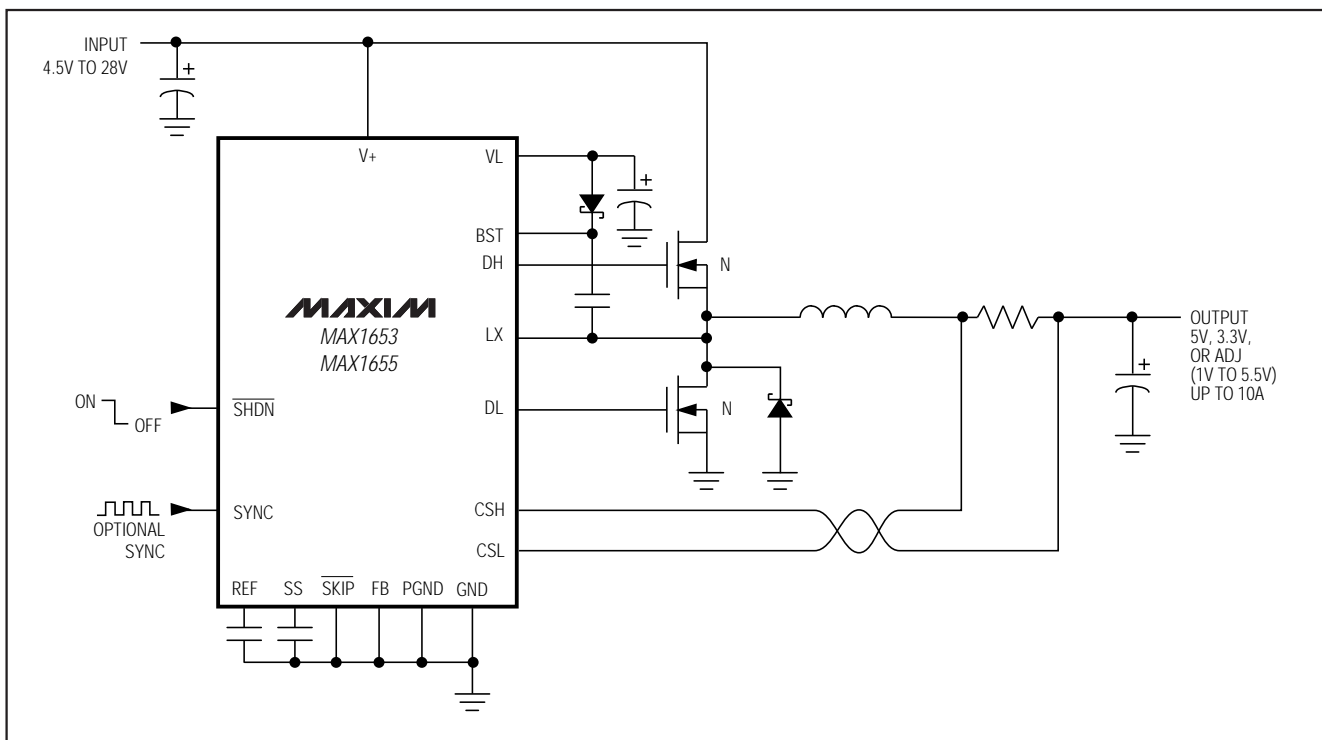 INPUT
4.5V TO 28V
+
V+
VL
+
BST
DH
N
MAXIM
MAX1653
MAX1655
LX
OUTPUT
5V, 3.3V,
OR ADJ
(1V TO 5.5V)
UP TO 10A
+
ON
OFF
SHDN
DL
N
OPTIONAL
SYNC
SYNC
CSH
CSL
REF SS SKIP FB PGND GND